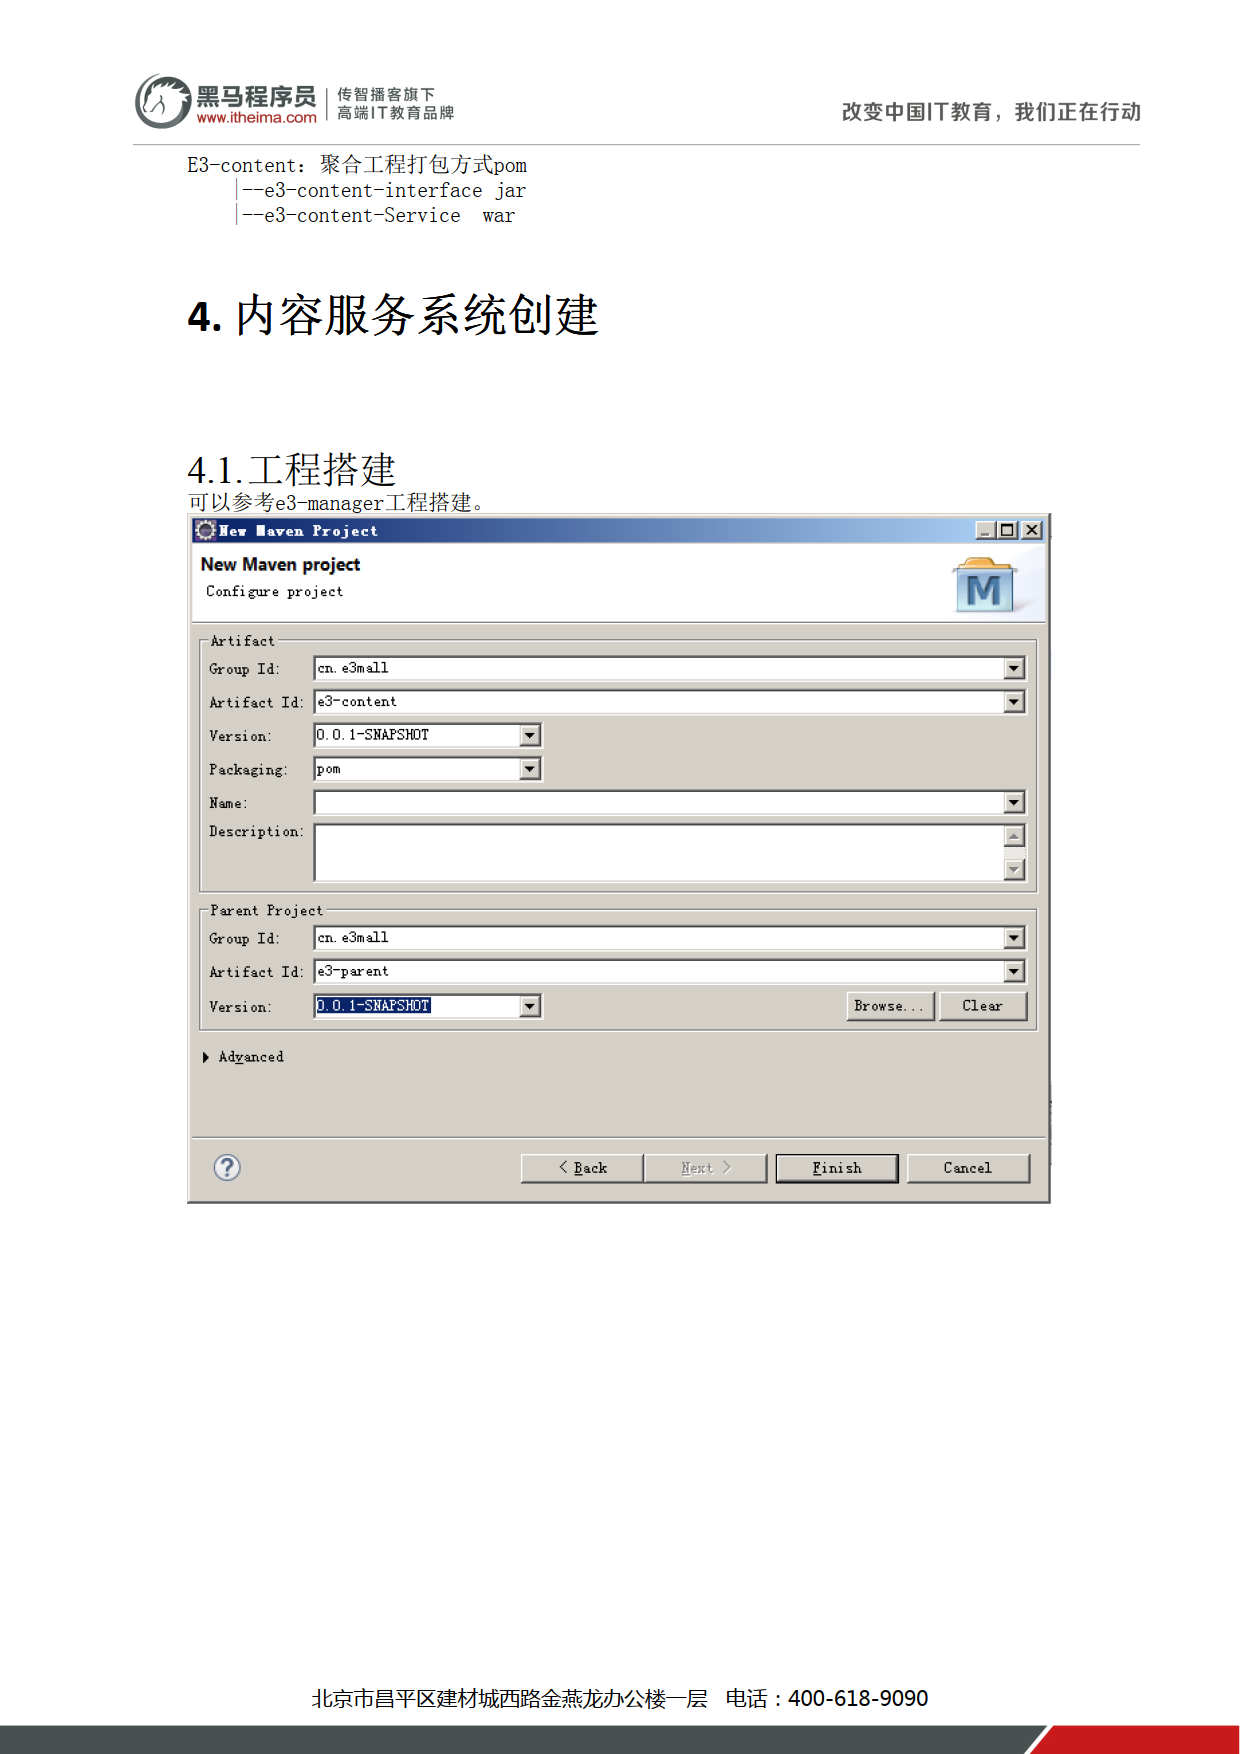 黑马程序员
www.itheima.com
传智播客旗下
高端IT教育品牌
改变中国IT教育，我们正在行动
E3-content：聚合工程打包方式pom
|--e3-content-interface jar
|--e3-content-Service  war
4. 内容服务系统创建
4.1. 工程搭建
可以参考e3-manager工程搭建。
New Maven Project
New Maven project
Configure project
M
Artifact
Group Id: cn.e3mall
Artifact Id: e3-content
Version: 0.0.1-SNAPSHOT
Packaging: pom
Name:
Description:
Parent Project
Group Id: cn.e3mall
Artifact Id: e3-parent
Version: 0.0.1-SNAPSHOT Browse... Clear
Advanced
? < Back Next > Finish Cancel
北京市昌平区建材城西路金燕龙办公楼一层 电话：400-618-9090